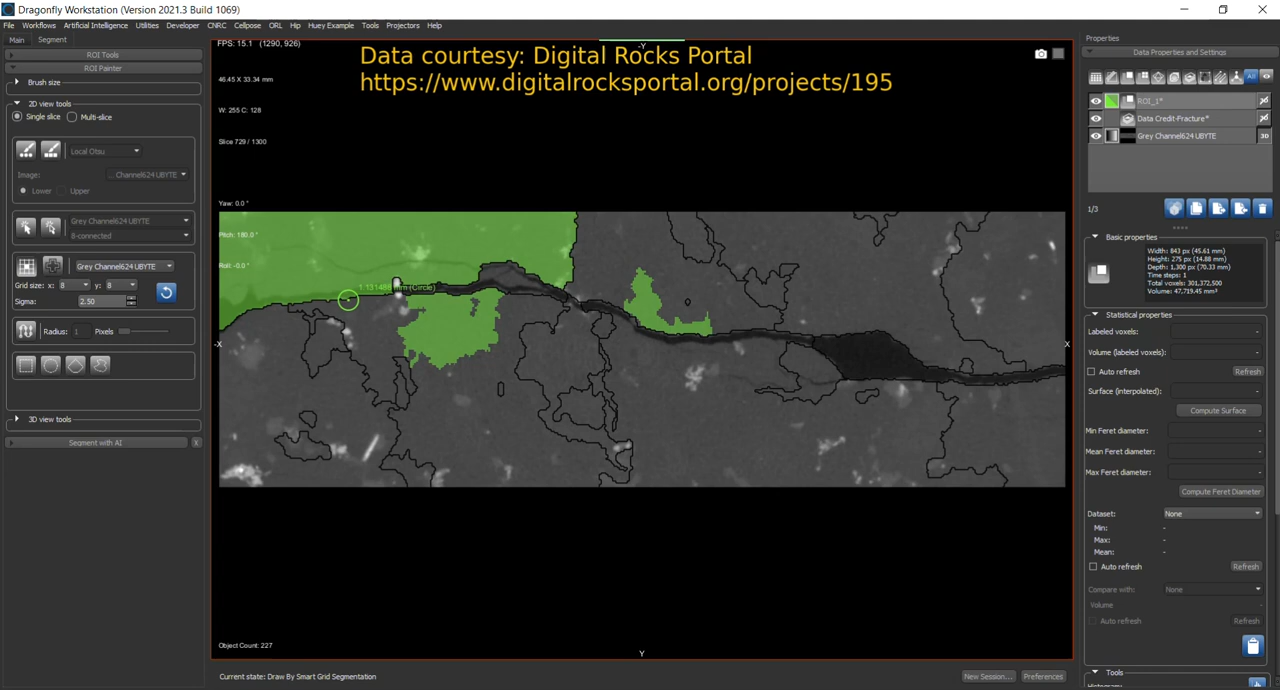 Dragonfly Workstation (Version 2021.3 Build 1069)
File Workflows Artificial Intelligence Utilities Developer CNRC Cellpose ORL Hip Huey Example Tools Projectors Help
Main Segment
ROI Tools
ROI Painter
Brush size
2D view tools
Single slice Multi-slice
Local Otsu
Image: ... Channel624 UBYTE
Lower Upper
Grey Channel624 UBYTE
8-connected
Grey Channel624 UBYTE
Grid size: x: 8 y: 8
Sigma: 2.50
Radius: 1 Pixels
3D view tools
Segment with AI X
FPS: 15.1 (1290, 926)
46.45 X 33.34 mm
W: 255 C: 128
Slice 729 / 1300
Yaw: 0.0 °
Pitch: 180.0 °
Roll: -0.0 °
-Y
Data courtesy: Digital Rocks Portal
https://www.digitalrocksportal.org/projects/195
1.131488 mm (Circle)
-X
X
Y
Object Count: 227
Current state: Draw By Smart Grid Segmentation
New Session... Preferences
Properties
Data Properties and Settings
All
ROI_1*
Data Credit-Fracture*
Grey Channel624 UBYTE 3D
1/3
Basic properties
Width: 843 px (45.61 mm)
Height: 275 px (14.88 mm)
Depth: 1,300 px (70.33 mm)
Time steps: 1
Total voxels: 301,372,500
Volume: 47,719.45 mm³
Statistical properties
Labeled voxels: -
Volume (labeled voxels): -
Auto refresh Refresh
Surface (interpolated): -
Compute Surface
Min Feret diameter: -
Mean Feret diameter: -
Max Feret diameter: -
Compute Feret Diameter
Dataset: None
Min: -
Max: -
Mean: -
Auto refresh Refresh
Compare with: None
Volume -
Auto refresh Refresh
Tools